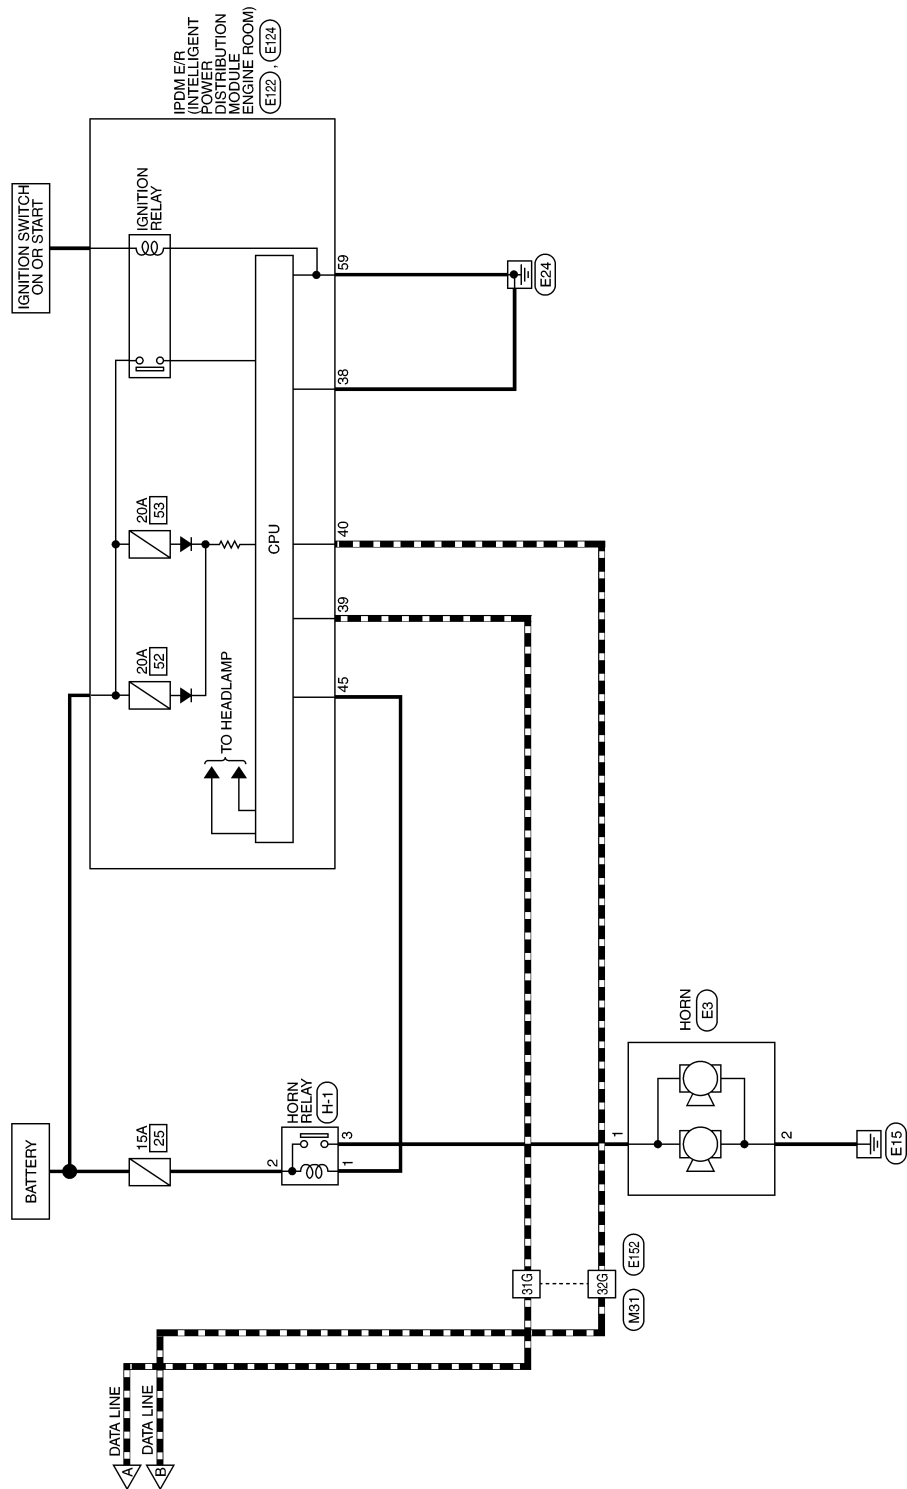 IGNITION SWITCH
ON OR START
IPDM E/R
(INTELLIGENT
POWER
DISTRIBUTION
MODULE
ENGINE ROOM)
E122 , E124
IGNITION
RELAY
59
E24
38
20A
53
CPU
40
20A
52
39
TO HEADLAMP
45
BATTERY
15A
25
HORN
RELAY
H-1
2
3
1
HORN
E3
1
2
E15
31G
32G
E152
M31
DATA LINE
DATA LINE
A
B